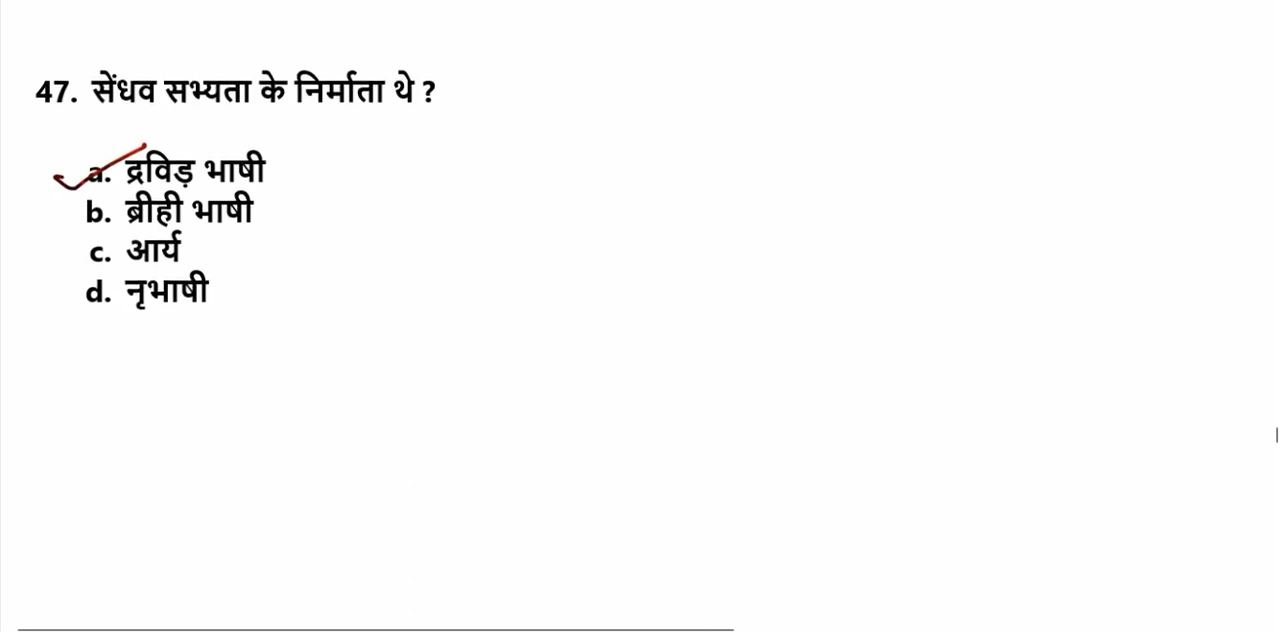 47. सेंधव सभ्यता के निर्माता थे ?
a. द्रविड़ भाषी
b. ब्रीही भाषी
c. आर्य
d. नृभाषी